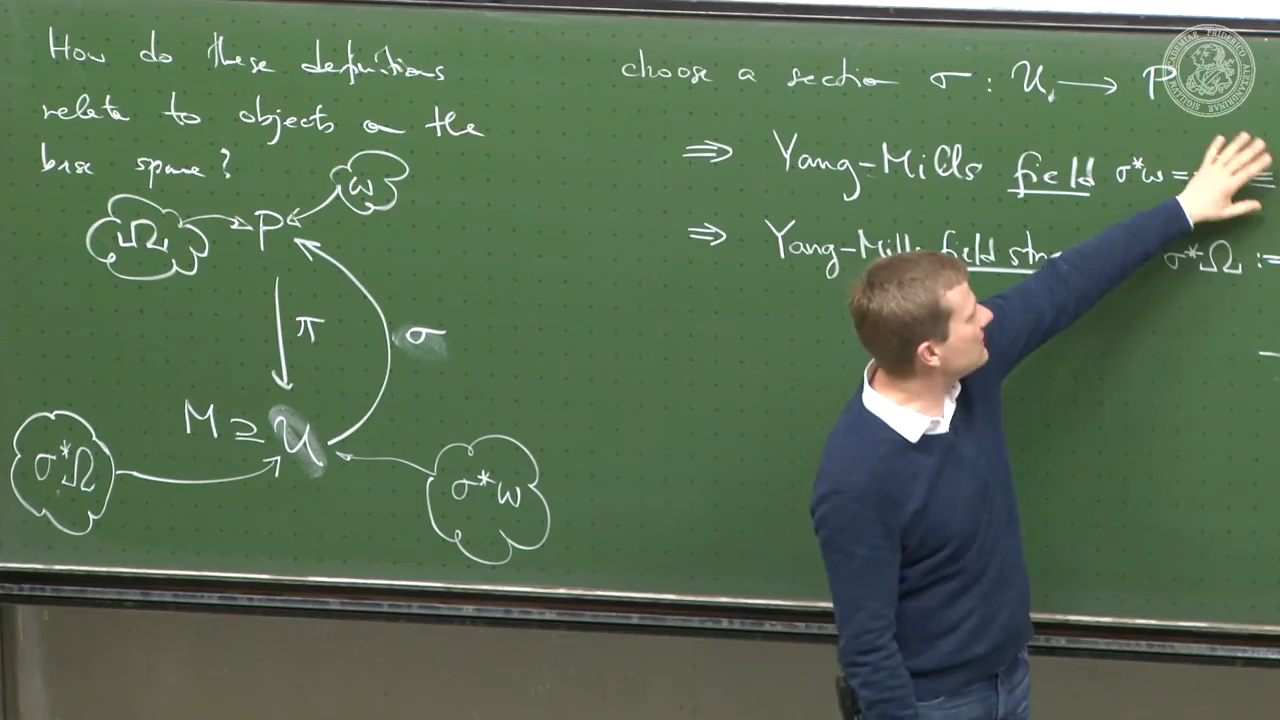 How do these definitions
relate to objects on the
base space?
Ω P ω
π σ
M ⊇ U
σ*Ω σ*ω
choose a section σ : U → P
⇒ Yang-Mills field σ*ω =
⇒ Yang-Mills field σ*Ω :=